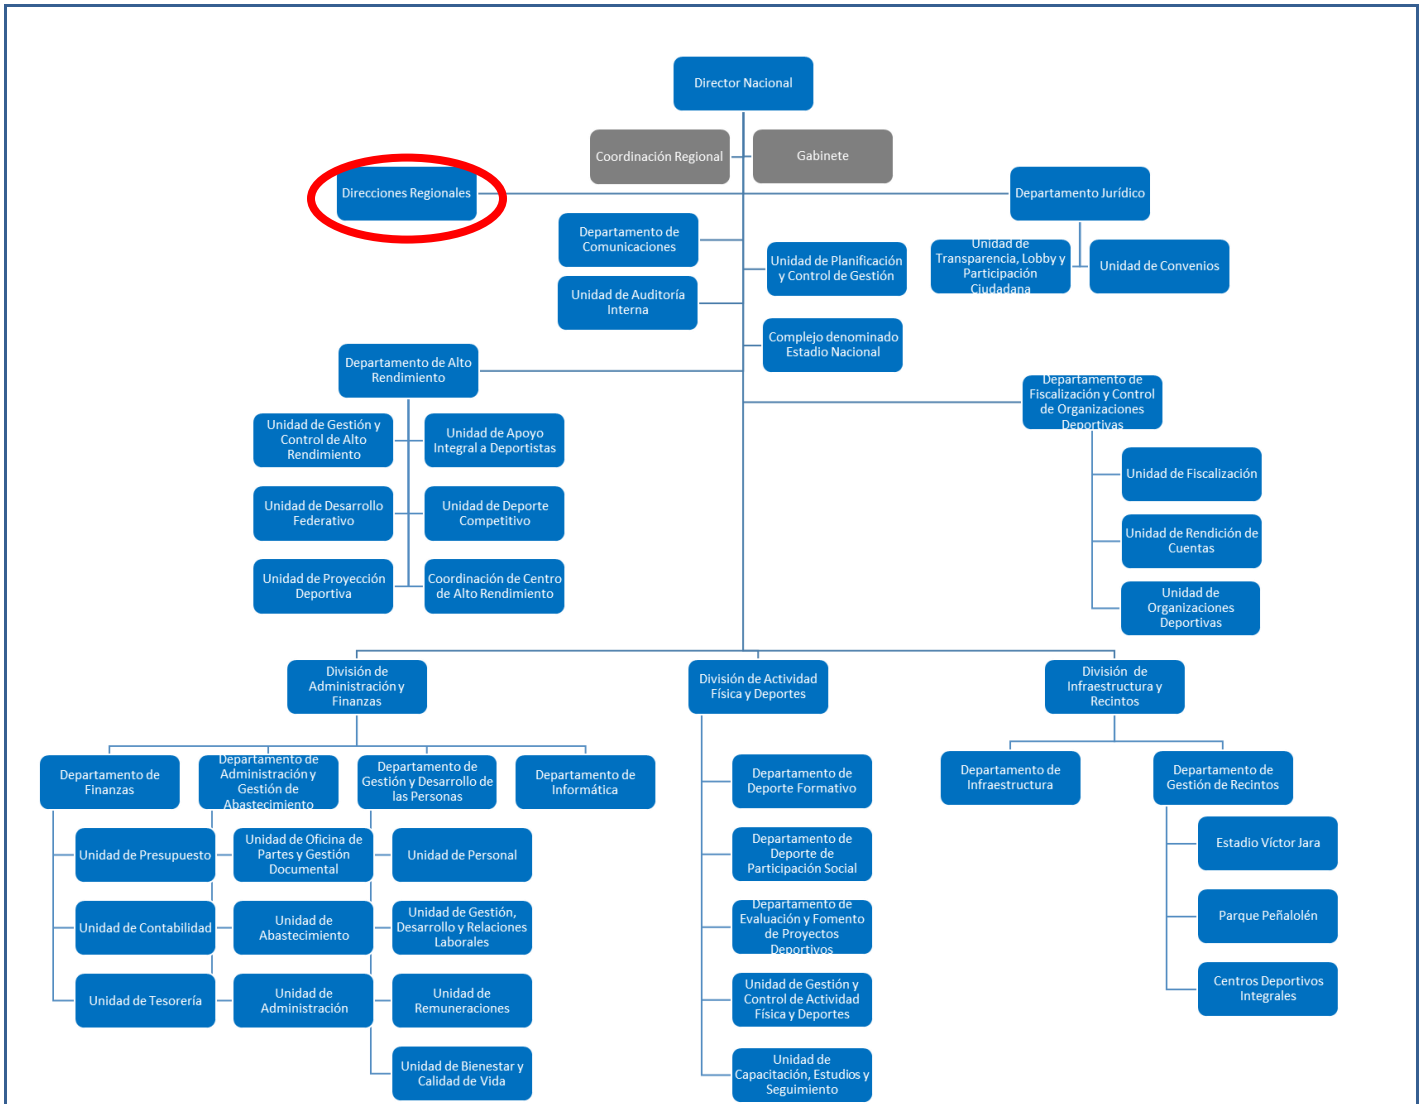 Director Nacional
Coordinación Regional
Gabinete
Direcciones Regionales
Departamento Jurídico
Departamento de
Comunicaciones
Unidad de Planificación
y Control de Gestión
Unidad de
Transparencia, Lobby y
Participación
Ciudadana
Unidad de Convenios
Unidad de Auditoría
Interna
Complejo denominado
Estadio Nacional
Departamento de Alto
Rendimiento
Departamento de
Fiscalización y Control
de Organizaciones
Deportivas
Unidad de Gestión y
Control de Alto
Rendimiento
Unidad de Apoyo
Integral a Deportistas
Unidad de Fiscalización
Unidad de Desarrollo
Federativo
Unidad de Deporte
Competitivo
Unidad de Rendición de
Cuentas
Unidad de Proyección
Deportiva
Coordinación de Centro
de Alto Rendimiento
Unidad de
Organizaciones
Deportivas
División de
Administración y
Finanzas
División de Actividad
Física y Deportes
División de
Infraestructura y
Recintos
Departamento de
Finanzas
Departamento de
Administración y
Gestión de
Abastecimiento
Departamento de
Gestión y Desarrollo de
las Personas
Departamento de
Informática
Departamento de
Deporte Formativo
Departamento de
Infraestructura
Departamento de
Gestión de Recintos
Unidad de Presupuesto
Unidad de Oficina de
Partes y Gestión
Documental
Unidad de Personal
Departamento de
Deporte de
Participación Social
Estadio Víctor Jara
Unidad de Contabilidad
Unidad de
Abastecimiento
Unidad de Gestión,
Desarrollo y Relaciones
Laborales
Departamento de
Evaluación y Fomento
de Proyectos
Deportivos
Parque Peñalolén
Unidad de Tesorería
Unidad de
Administración
Unidad de
Remuneraciones
Unidad de Gestión y
Control de Actividad
Física y Deportes
Centros Deportivos
Integrales
Unidad de Bienestar y
Calidad de Vida
Unidad de
Capacitación, Estudios y
Seguimiento